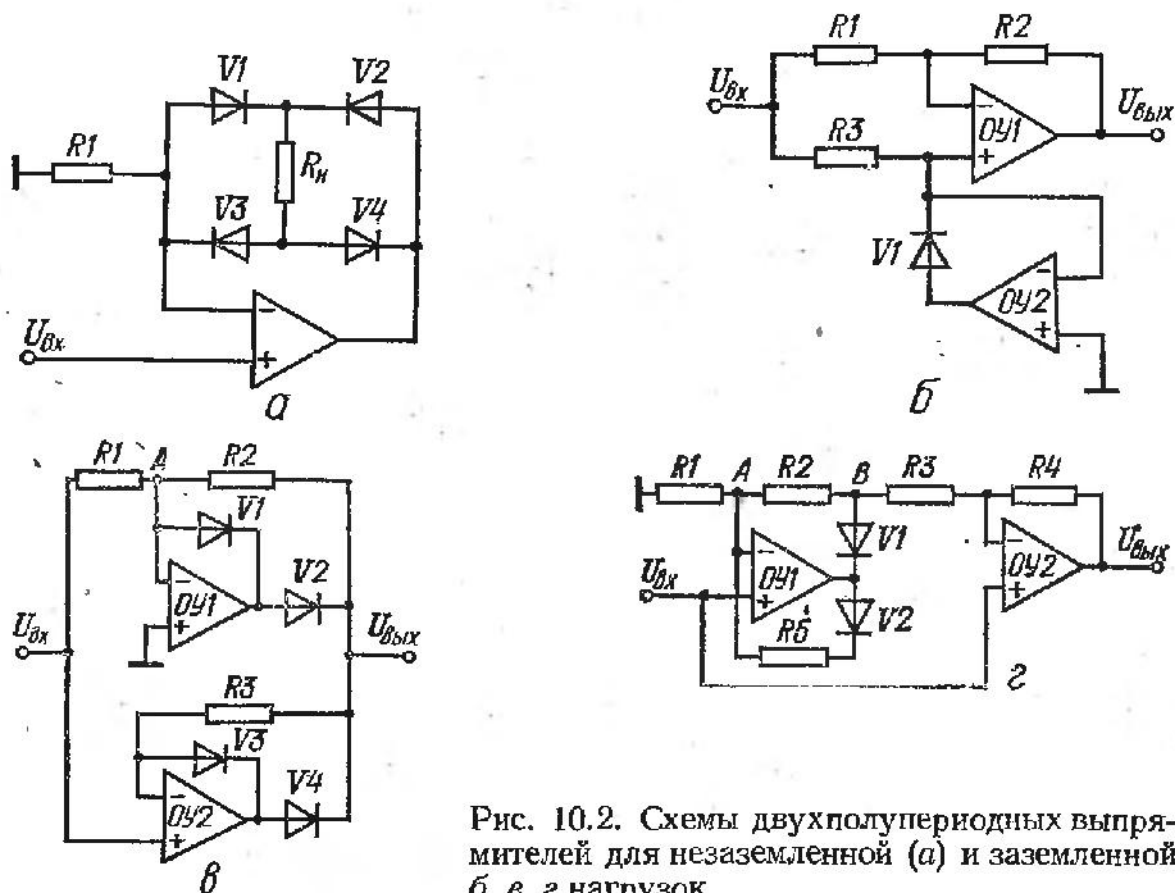 V1
V2
R1
Rн
V3
V4
−
+
Uвх
а
R1
R2
Uвх
−
ОУ1
+
Uвых
R3
V1
−
ОУ2
+
б
R1
A
R2
V1
−
ОУ1
+
V2
Uвх
Uвых
R3
V3
−
ОУ2
+
V4
в
R1
A
R2
B
R3
R4
−
ОУ1
+
V1
V2
Uвх
R5
−
ОУ2
+
Uвых
г
Рис. 10.2. Схемы двухполупериодных выпря-
мителей для незаземленной (а) и заземленной
б, в, г нагрузок